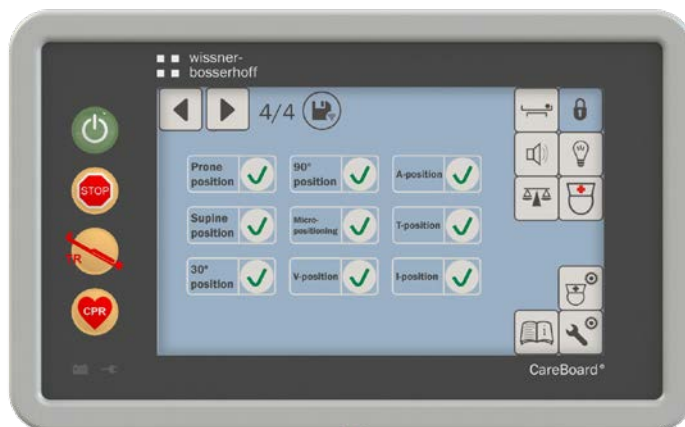 wissner-
bosserhoff
4/4
STOP
TR
CPR
Prone
position
90°
position
A-position
Supine
position
Micro-
positioning
T-position
30°
position
V-position
I-position
CareBoard®